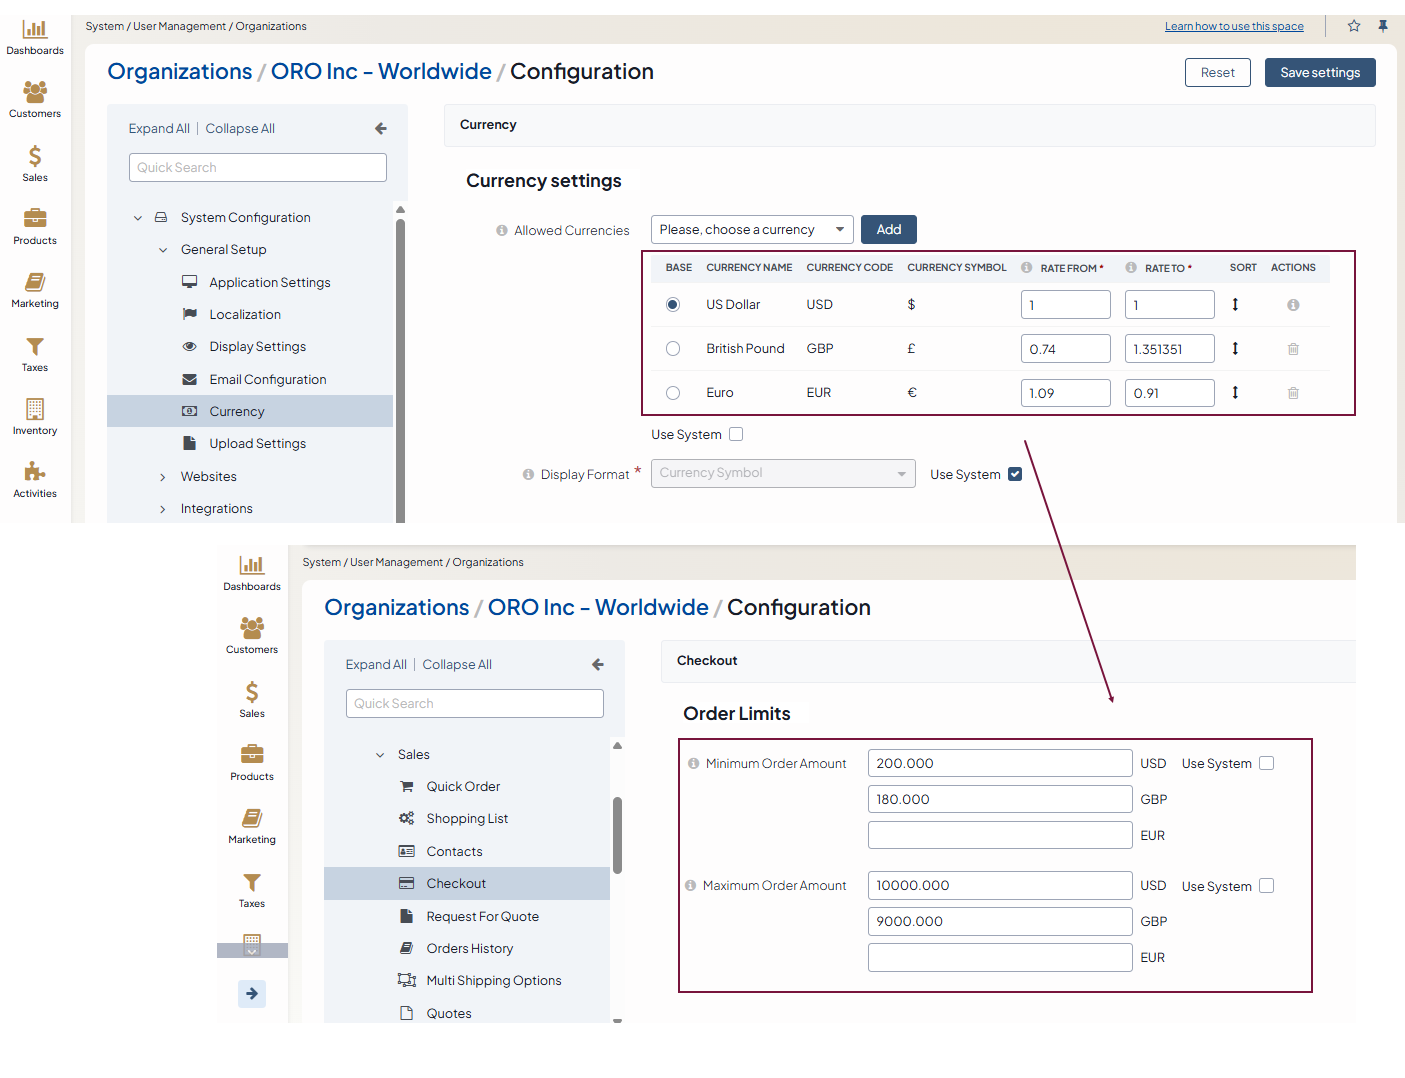 System / User Management / Organizations
Learn how to use this space
Organizations / ORO Inc - Worldwide / Configuration
Reset
Save settings
Dashboards
Customers
Sales
Products
Marketing
Taxes
Inventory
Activities
Expand All | Collapse All
Quick Search
System Configuration
General Setup
Application Settings
Localization
Display Settings
Email Configuration
Currency
Upload Settings
Websites
Integrations
Currency
Currency settings
Allowed Currencies Please, choose a currency Add
BASE CURRENCY NAME CURRENCY CODE CURRENCY SYMBOL RATE FROM * RATE TO * SORT ACTIONS
US Dollar USD $ 1 1
British Pound GBP £ 0.74 1.351351
Euro EUR € 1.09 0.91
Use System
Display Format * Currency Symbol Use System
System / User Management / Organizations
Organizations / ORO Inc - Worldwide / Configuration
Dashboards
Customers
Sales
Products
Marketing
Taxes
Expand All | Collapse All
Quick Search
Sales
Quick Order
Shopping List
Contacts
Checkout
Request For Quote
Orders History
Multi Shipping Options
Quotes
Checkout
Order Limits
Minimum Order Amount 200.000 USD Use System
180.000 GBP
EUR
Maximum Order Amount 10000.000 USD Use System
9000.000 GBP
EUR